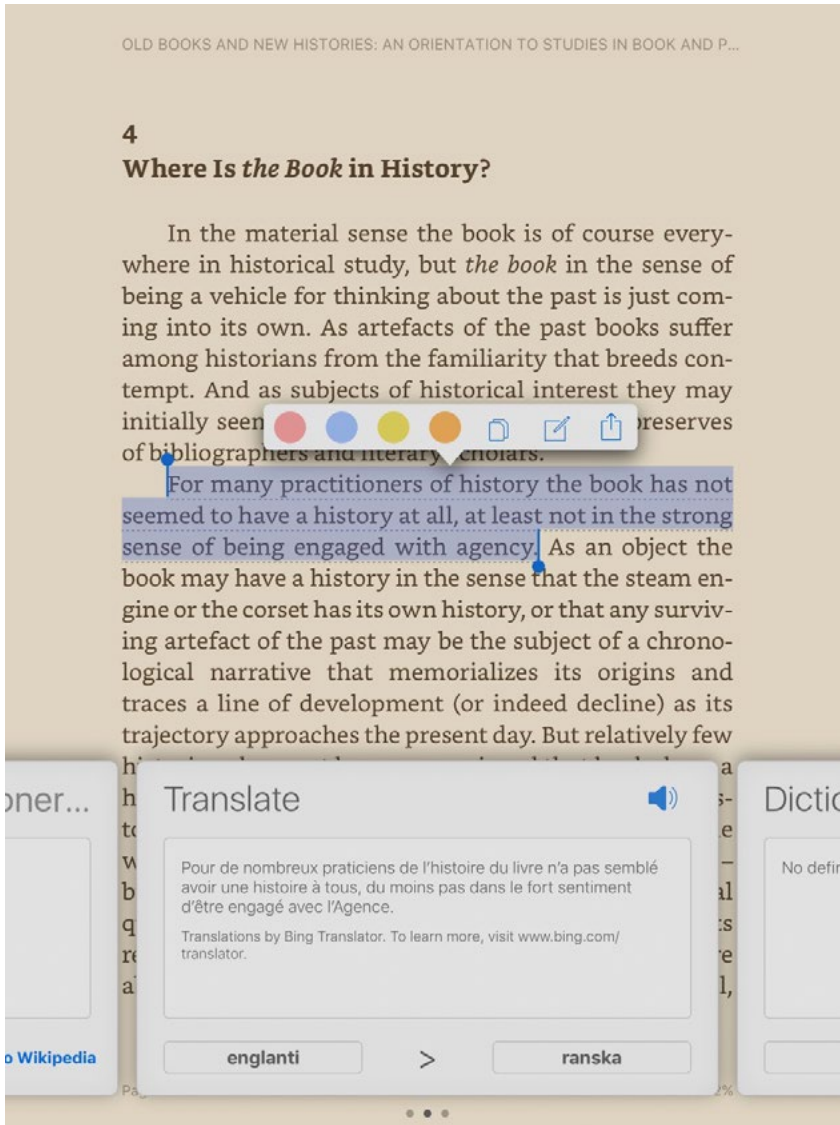 OLD BOOKS AND NEW HISTORIES: AN ORIENTATION TO STUDIES IN BOOK AND P...
4
Where Is the Book in History?
In the material sense the book is of course every-
where in historical study, but the book in the sense of
being a vehicle for thinking about the past is just com-
ing into its own. As artefacts of the past books suffer
among historians from the familiarity that breeds con-
tempt. And as subjects of historical interest they may
initially seem preserves
of bibliographers and literary scholars.
For many practitioners of history the book has not
seemed to have a history at all, at least not in the strong
sense of being engaged with agency. As an object the
book may have a history in the sense that the steam en-
gine or the corset has its own history, or that any surviv-
ing artefact of the past may be the subject of a chrono-
logical narrative that memorializes its origins and
traces a line of development (or indeed decline) as its
trajectory approaches the present day. But relatively few
oner...
Translate
Dictio
Pour de nombreux praticiens de l'histoire du livre n'a pas semblé
avoir une histoire à tous, du moins pas dans le fort sentiment
d'être engagé avec l'Agence.
Translations by Bing Translator. To learn more, visit www.bing.com/
translator.
No defin
o Wikipedia
englanti > ranska
2%